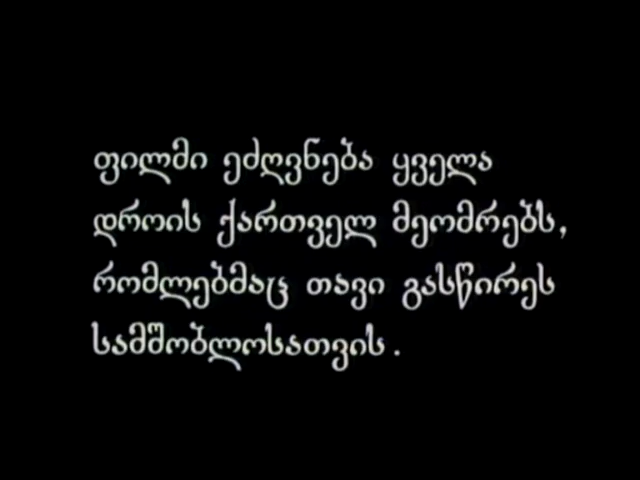 ფილმი ეძღვნება ყველა
დროის ქართველ მეომრებს,
რომლებმაც თავი გასწირეს
სამშობლოსათვის.